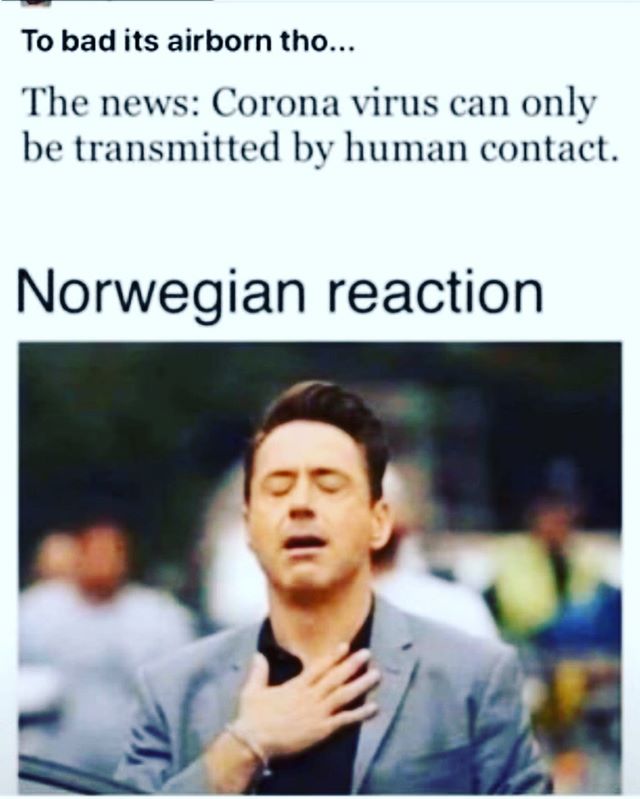 To bad its airborn tho...
The news: Corona virus can only
be transmitted by human contact.
Norwegian reaction